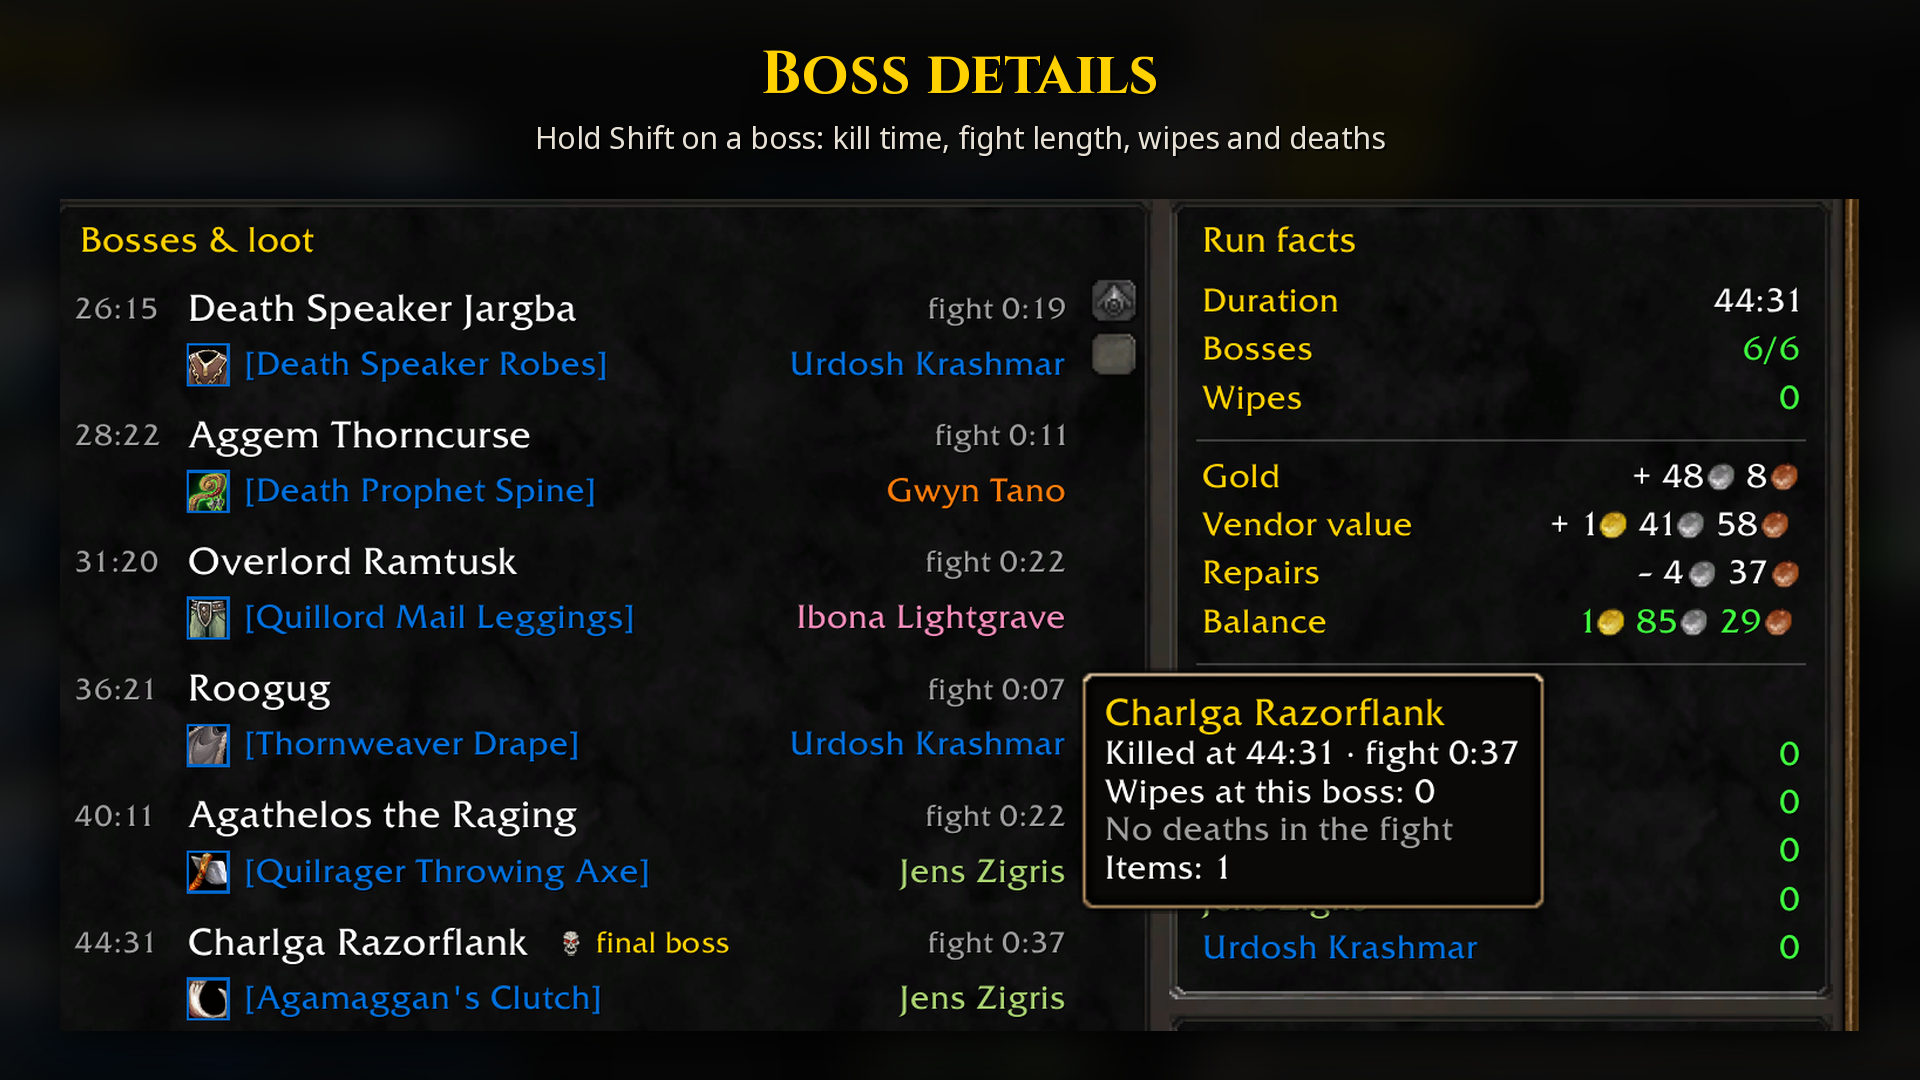 Boss details
Hold Shift on a boss: kill time, fight length, wipes and deaths
Bosses & loot
26:15 Death Speaker Jargba fight 0:19
[Death Speaker Robes] Urdosh Krashmar
28:22 Aggem Thorncurse fight 0:11
[Death Prophet Spine] Gwyn Tano
31:20 Overlord Ramtusk fight 0:22
[Quillord Mail Leggings] Ibona Lightgrave
36:21 Roogug fight 0:07
[Thornweaver Drape] Urdosh Krashmar
40:11 Agathelos the Raging fight 0:22
[Quilrager Throwing Axe] Jens Zigris
44:31 Charlga Razorflank final boss fight 0:37
[Agamaggan's Clutch] Jens Zigris
Run facts
Duration 44:31
Bosses 6/6
Wipes 0
Gold + 48 8
Vendor value + 1 41 58
Repairs - 4 37
Balance 1 85 29
Charlga Razorflank
Killed at 44:31 · fight 0:37
Wipes at this boss: 0
No deaths in the fight
Items: 1
0
0
0
0
Urdosh Krashmar 0